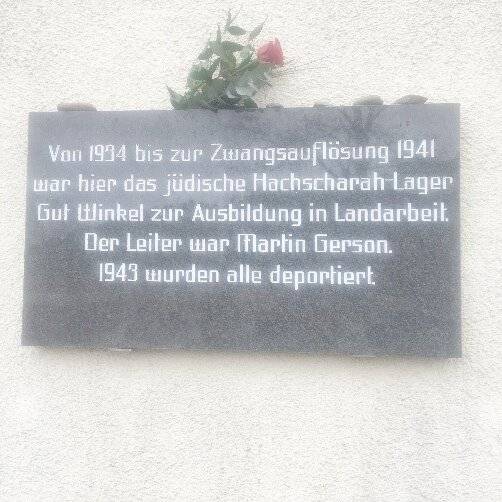 Von 1934 bis zur Zwangsauflösung 1941
war hier das jüdische Hachscharah-Lager
Gut Winkel zur Ausbildung in Landarbeit.
Der Leiter war Martin Gerson.
1943 wurden alle deportiert.